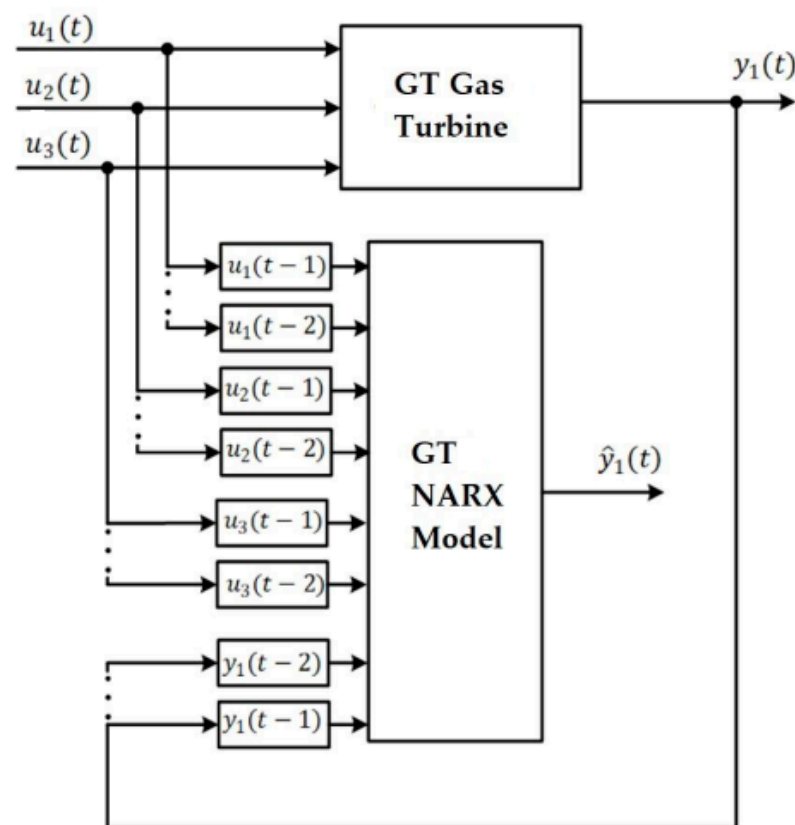 u₁(t)
u₂(t)
u₃(t)
GT Gas
Turbine
y₁(t)
u₁(t − 1)
u₁(t − 2)
u₂(t − 1)
u₂(t − 2)
u₃(t − 1)
u₃(t − 2)
y₁(t − 2)
y₁(t − 1)
GT
NARX
Model
ŷ₁(t)